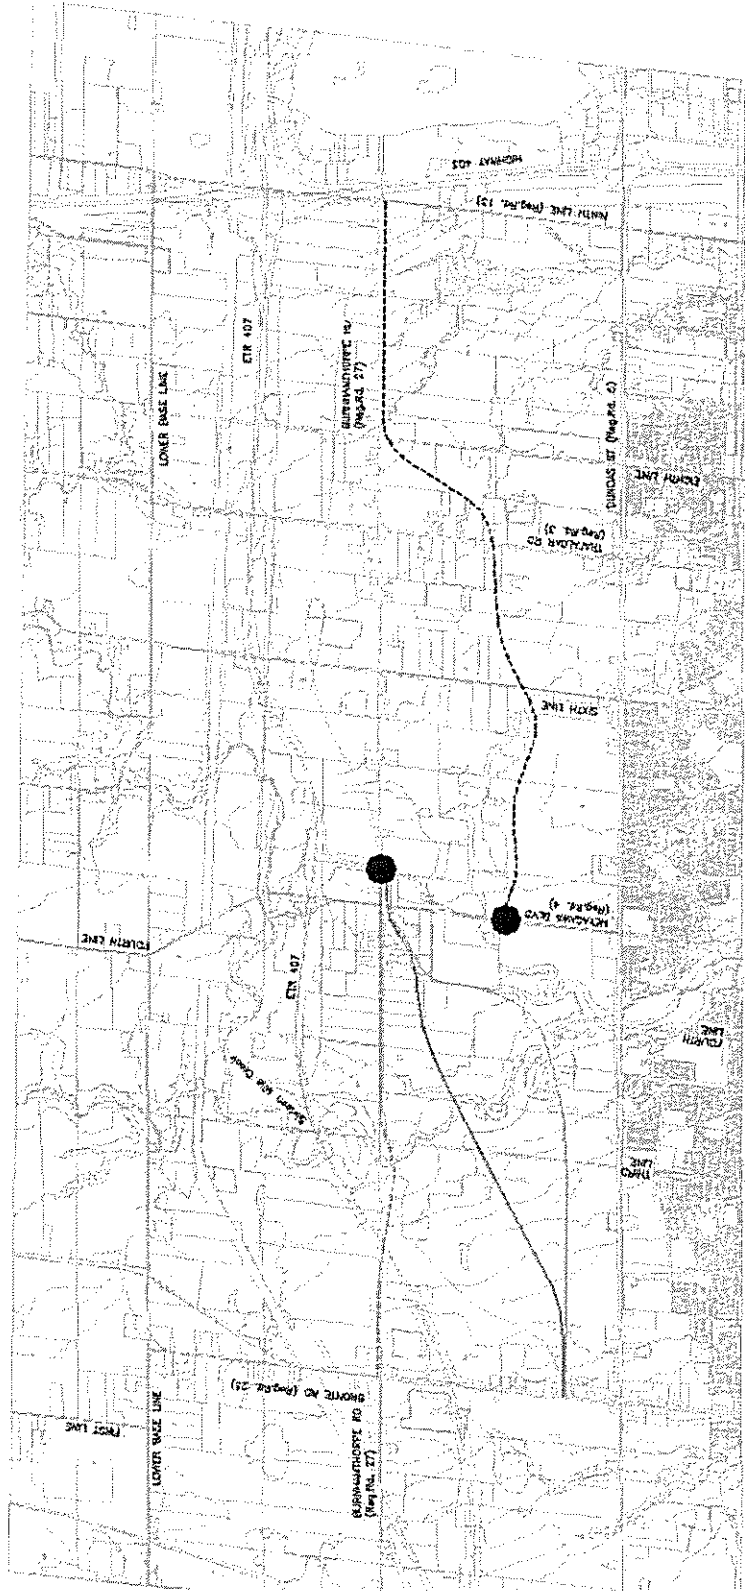 HIGHWAY 403
NINTH LINE (Reg.Rd. 13)
ETR 407
BURNHAMTHORPE RD
(Reg.Rd. 27)
LOWER BASE LINE
DUNDAS ST (Reg.Rd. 5)
EIGHTH LINE
TRAFALGAR RD
(Reg.Rd. 3)
SIXTH LINE
NEYAGAWA BLVD
(Reg.Rd. 4)
FOURTH LINE
ETR 407
FOURTH
LINE
Sixteen Mile Creek
THIRD
LINE
BRONTE RD (Reg.Rd. 25)
FIRST LINE
LOWER BASE LINE
BURNHAMTHORPE RD
(Reg.Rd. 27)